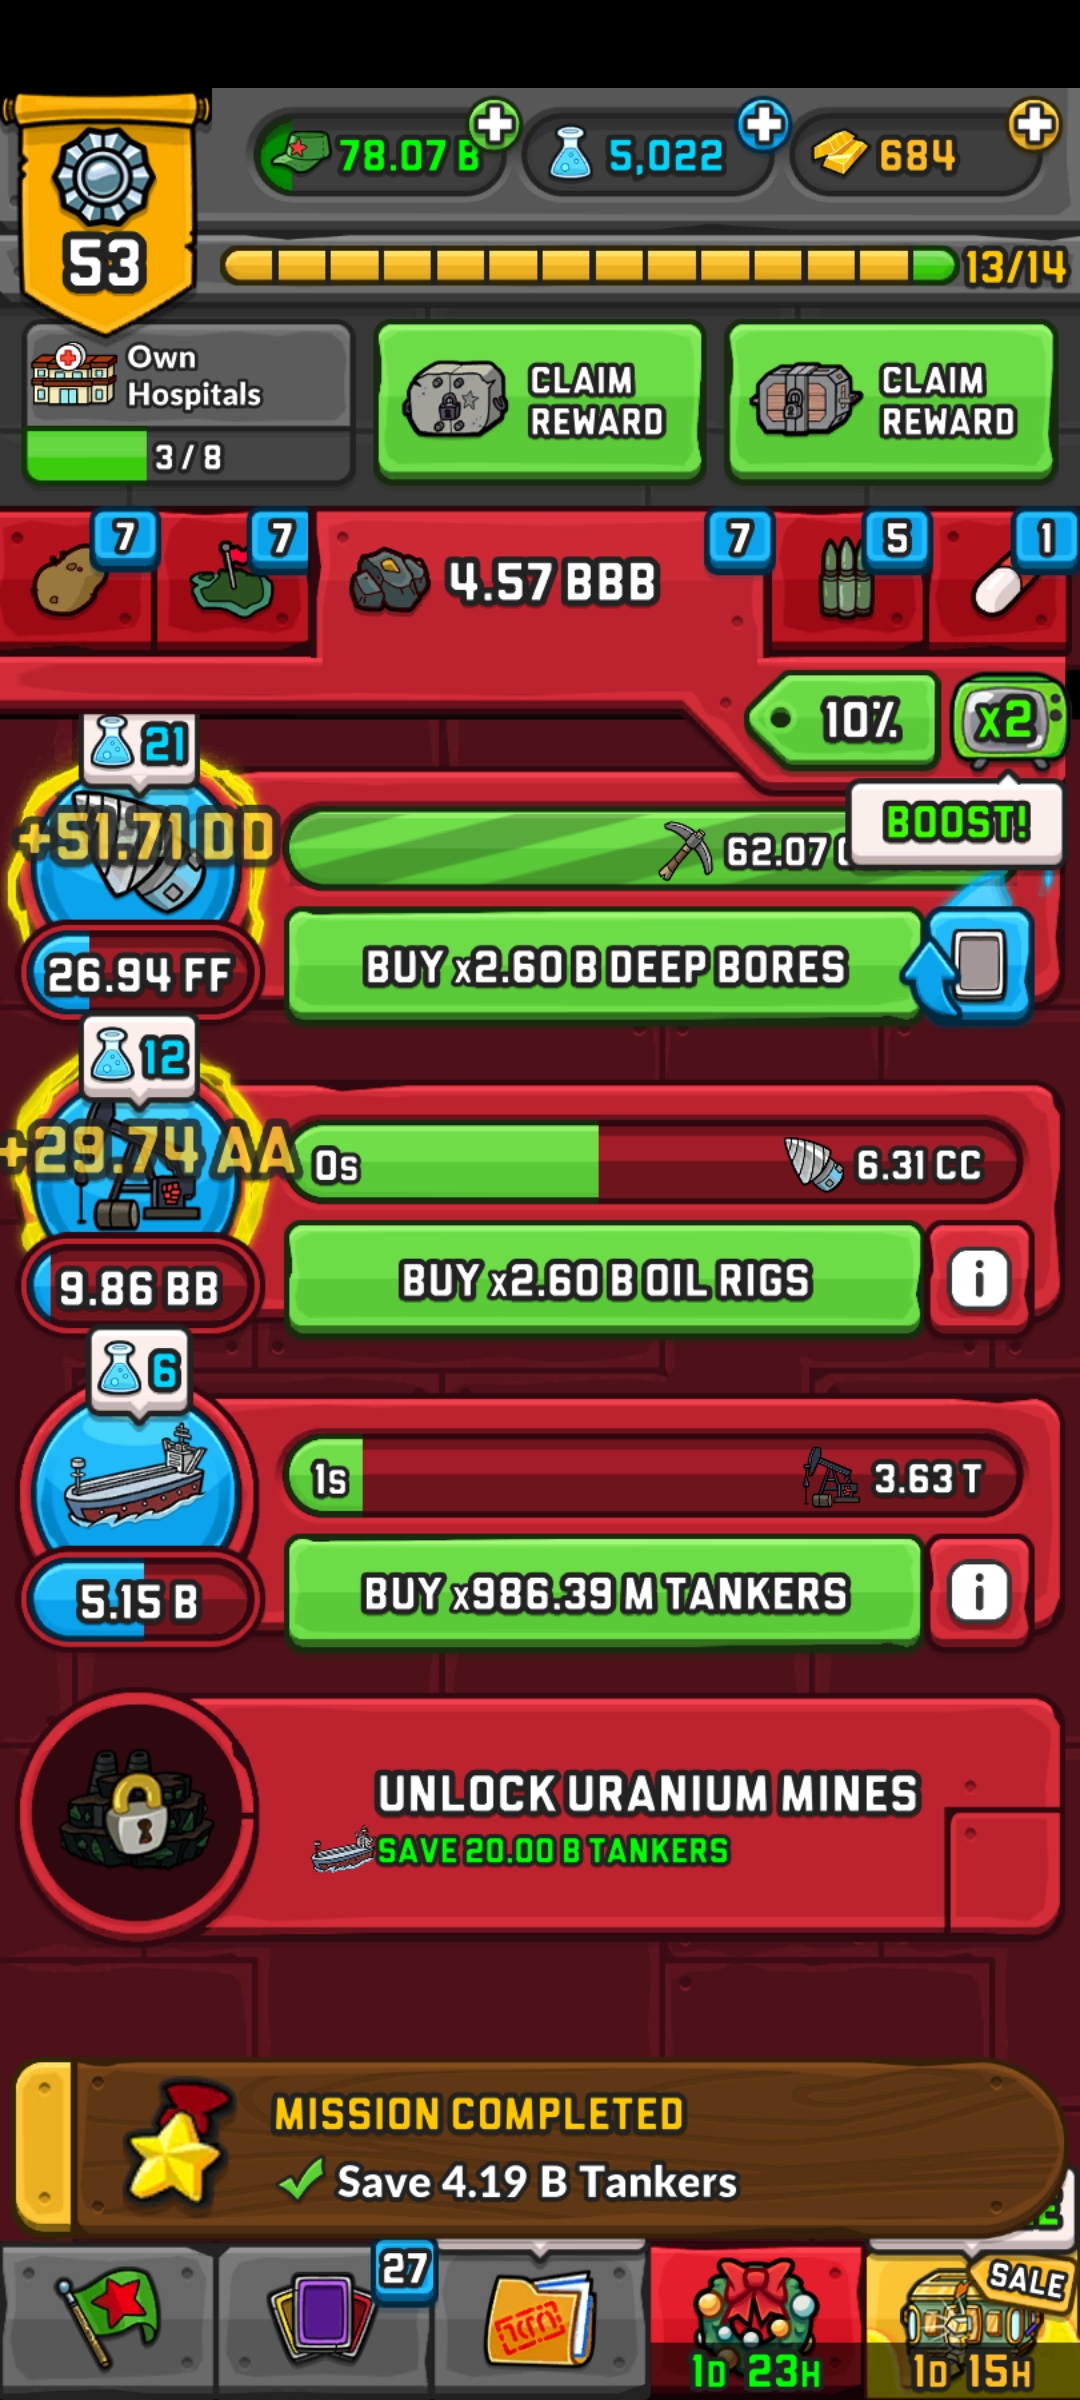 78.07 B
5,022
684
53
13/14
Own
Hospitals
3/8
CLAIM
REWARD
CLAIM
REWARD
7
7
4.57 BBB
7
5
1
10%
x2
BOOST!
21
+51.71 DD
62.07
26.94 FF
BUY x2.60 B DEEP BORES
12
+29.74 AA
0s
6.31 CC
9.86 BB
BUY x2.60 B OIL RIGS
i
6
1s
3.63 T
5.15 B
BUY x986.39 M TANKERS
i
UNLOCK URANIUM MINES
SAVE 20.00 B TANKERS
MISSION COMPLETED
Save 4.19 B Tankers
27
SALE
1D 23H
1D 15H